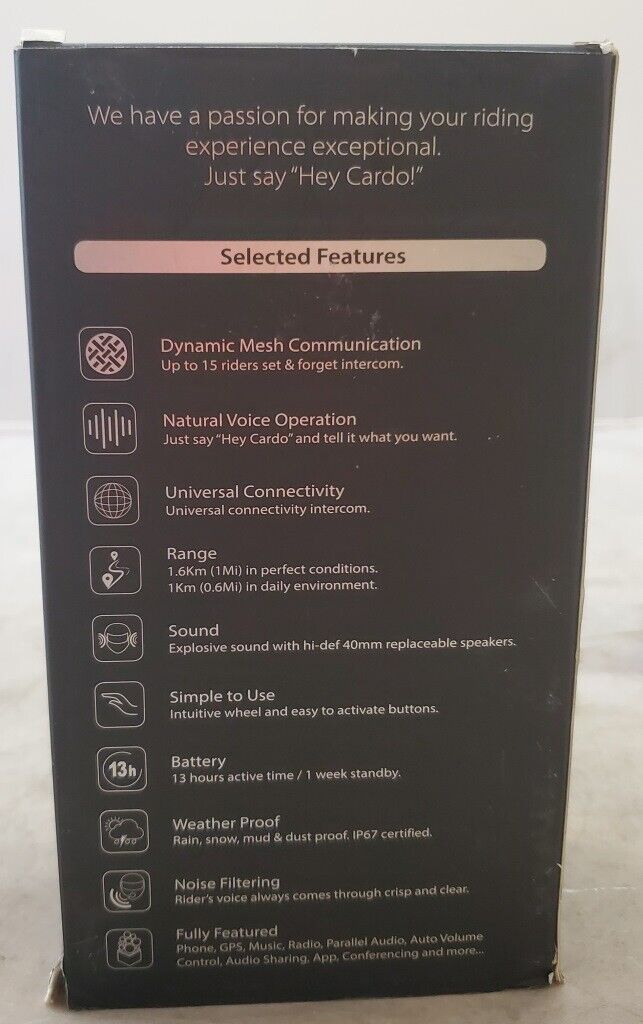 We have a passion for making your riding
experience exceptional.
Just say "Hey Cardo!"
Selected Features
Dynamic Mesh Communication
Up to 15 riders set & forget intercom.
Natural Voice Operation
Just say "Hey Cardo" and tell it what you want.
Universal Connectivity
Universal connectivity intercom.
Range
1.6Km (1Mi) in perfect conditions.
1Km (0.6Mi) in daily environment.
Sound
Explosive sound with hi-def 40mm replaceable speakers.
Simple to Use
Intuitive wheel and easy to activate buttons.
13h
Battery
13 hours active time / 1 week standby.
Weather Proof
Rain, snow, mud & dust proof. IP67 certified.
Noise Filtering
Rider's voice always comes through crisp and clear.
Fully Featured
Phone, GPS, Music, Radio, Parallel Audio, Auto Volume
Control, Audio Sharing, App, Conferencing and more...